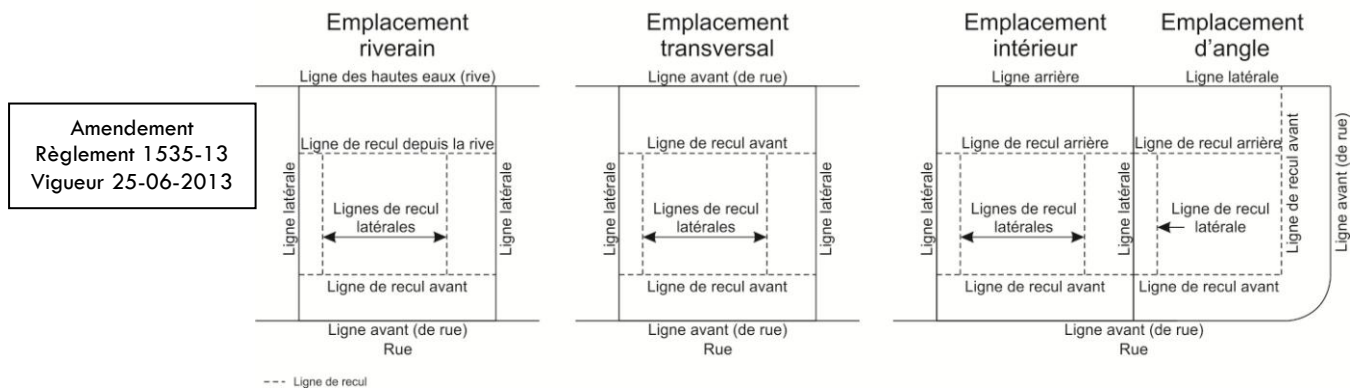 Amendement
Règlement 1535-13
Vigueur 25-06-2013
Emplacement
riverain
Ligne des hautes eaux (rive)
Ligne latérale
Ligne de recul depuis la rive
Lignes de recul
latérales
Ligne latérale
Ligne de recul avant
Ligne avant (de rue)
Rue
Emplacement
transversal
Ligne avant (de rue)
Ligne latérale
Ligne de recul avant
Lignes de recul
latérales
Ligne latérale
Ligne de recul avant
Ligne avant (de rue)
Rue
Emplacement
intérieur
Ligne arrière
Ligne latérale
Ligne de recul arrière
Lignes de recul
latérales
Ligne latérale
Ligne de recul avant
Emplacement
d'angle
Ligne latérale
Ligne de recul arrière
Ligne de recul
latérale
Ligne de recul avant
Ligne avant (de rue)
Ligne de recul avant
Ligne avant (de rue)
Rue
Ligne de recul